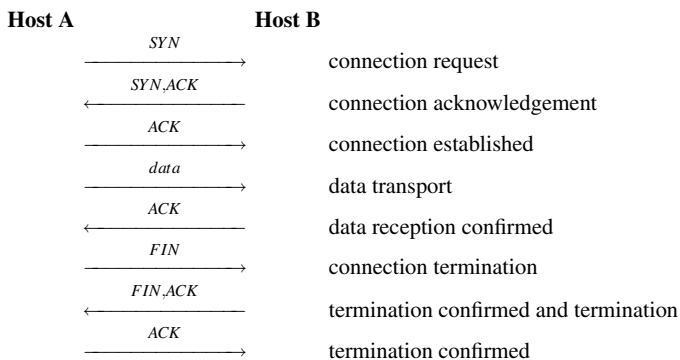 Host A Host B
SYN
connection request
SYN,ACK
connection acknowledgement
ACK
connection established
data
data transport
ACK
data reception confirmed
FIN
connection termination
FIN,ACK
termination confirmed and termination
ACK
termination confirmed